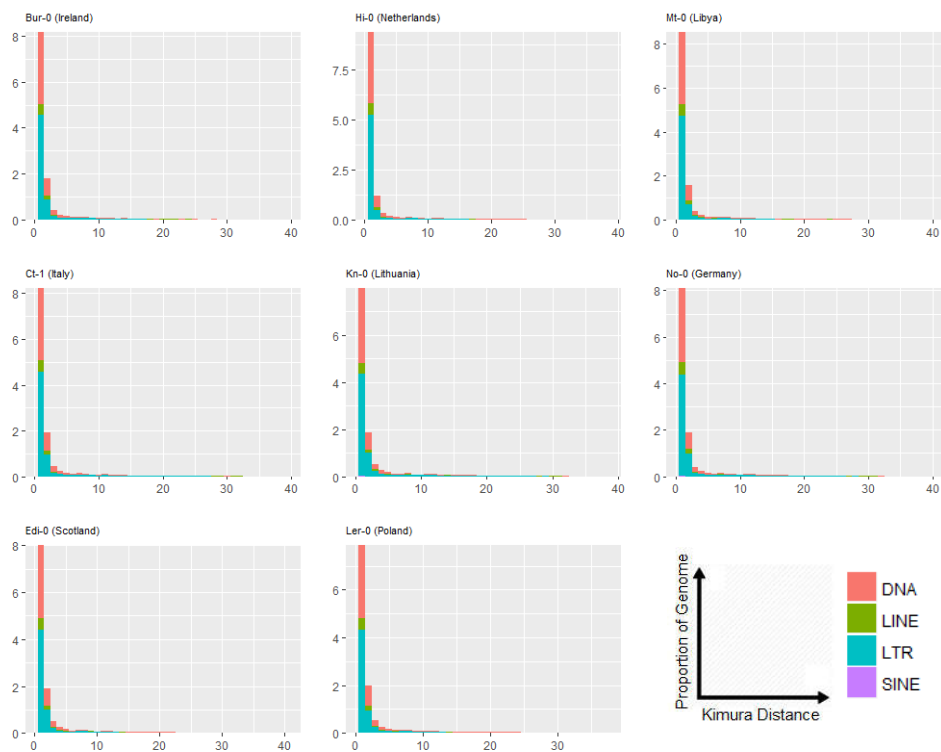 Bur-0 (Ireland)
8
6
4
2
0
0 10 20 30 40
Hi-0 (Netherlands)
7.5
5.0
2.5
0.0
0 10 20 30 40
Mt-0 (Libya)
8
6
4
2
0
0 10 20 30 40
Ct-1 (Italy)
8
6
4
2
0
0 10 20 30 40
Kn-0 (Lithuania)
6
4
2
0
0 10 20 30 40
No-0 (Germany)
8
6
4
2
0
0 10 20 30 40
Edi-0 (Scotland)
8
6
4
2
0
0 10 20 30 40
Ler-0 (Poland)
6
4
2
0
0 10 20 30
Proportion of Genome
Kimura Distance
DNA
LINE
LTR
SINE